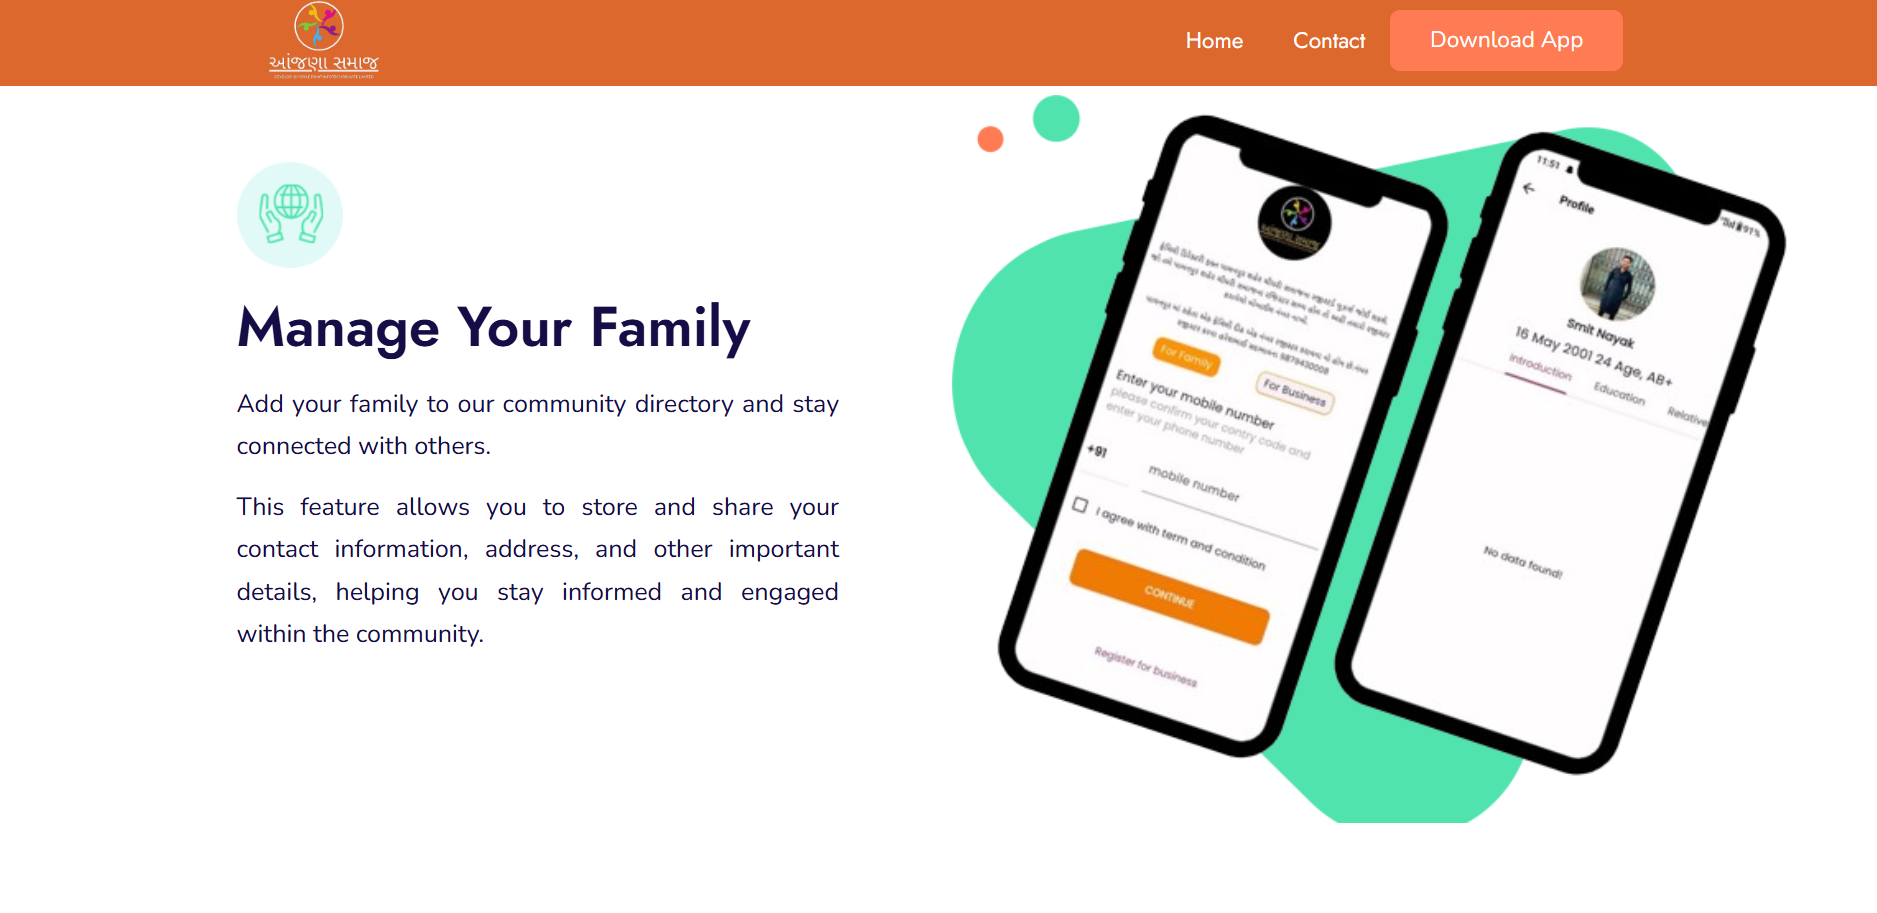 આંજણા સમાજ
Home
Contact
Download App
Manage Your Family
Add your family to our community directory and stay
connected with others.
This feature allows you to store and share your
contact information, address, and other important
details, helping you stay informed and engaged
within the community.
આંજણા સમાજ
For Family
For Business
Enter your mobile number
please confirm your contry code and
enter your phone number
+91
mobile number
I agree with term and condition
CONTINUE
Register for business
11:51
91%
Profile
Smit Nayak
16 May 2001 24 Age, AB+
Introduction
Education
Relative
No data found!